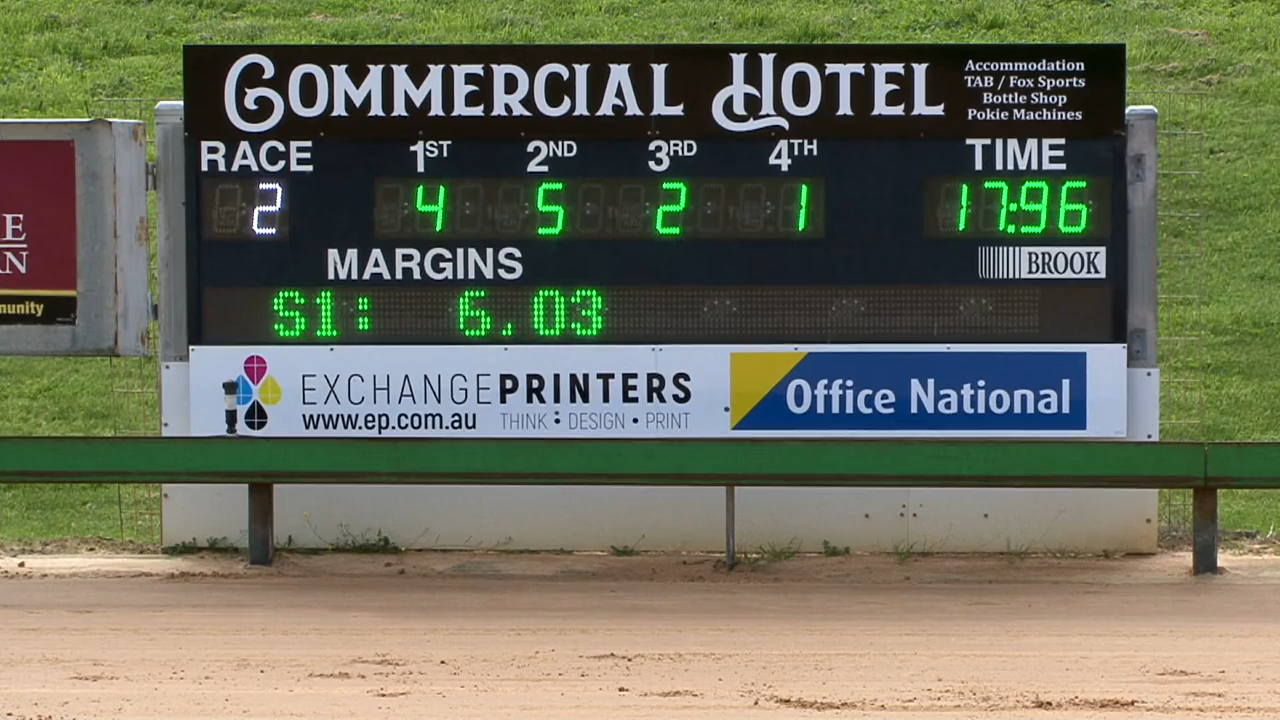 COMMERCIAL HOTEL
Accommodation
TAB / Fox Sports
Bottle Shop
Pokie Machines
RACE 1ST 2ND 3RD 4TH TIME
2 4 5 2 1 17:96
MARGINS
BROOK
S1: 6.03
EXCHANGEPRINTERS
www.ep.com.au THINK • DESIGN • PRINT
Office National
E
AN
munity